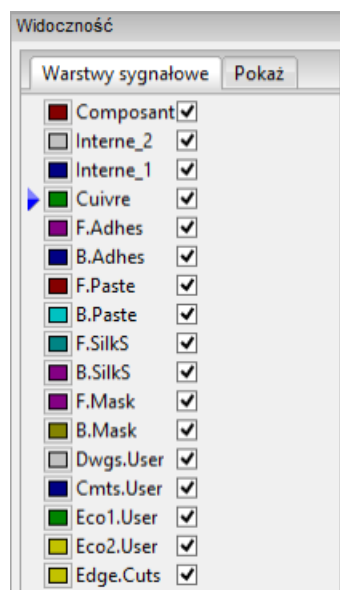 Widoczność
Warstwy sygnałowe Pokaż
Composant
Interne_2
Interne_1
Cuivre
F.Adhes
B.Adhes
F.Paste
B.Paste
F.SilkS
B.SilkS
F.Mask
B.Mask
Dwgs.User
Cmts.User
Eco1.User
Eco2.User
Edge.Cuts